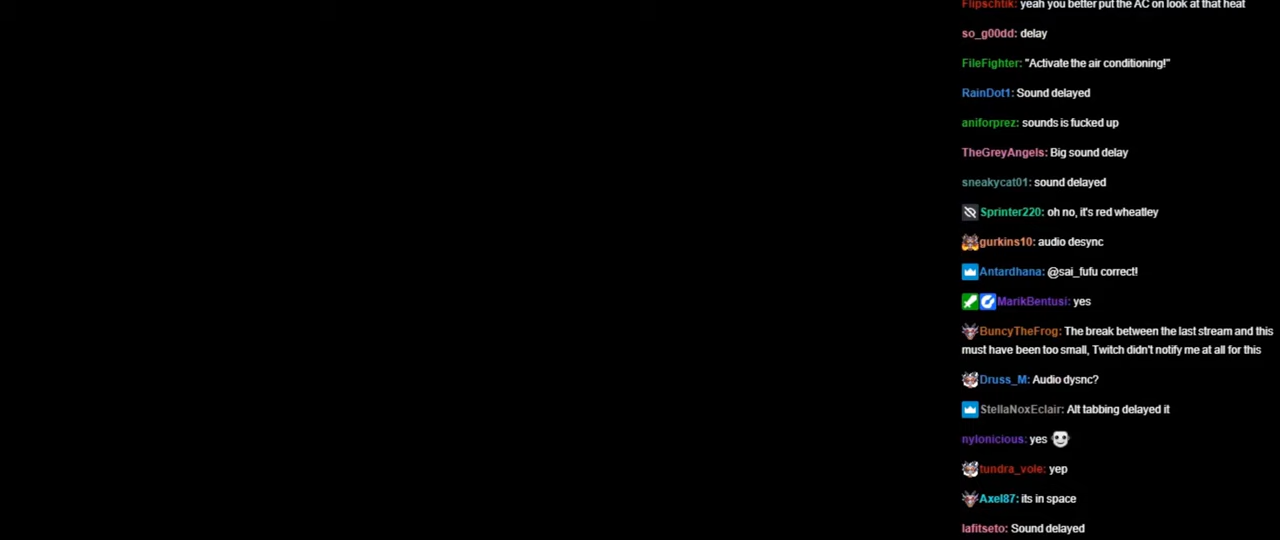 Flipschtik: yeah you better put the AC on look at that heat
so_g00dd: delay
FileFighter: "Activate the air conditioning!"
RainDot1: Sound delayed
aniforprez: sounds is fucked up
TheGreyAngels: Big sound delay
sneakycat01: sound delayed
Sprinter220: oh no, it's red wheatley
gurkins10: audio desync
Antardhana: @sai_fufu correct!
MarikBentusi: yes
BuncyTheFrog: The break between the last stream and this
must have been too small, Twitch didn't notify me at all for this
Druss_M: Audio dysnc?
StellaNoxEclair: Alt tabbing delayed it
nylonicious: yes
tundra_vole: yep
Axel87: its in space
lafitseto: Sound delayed